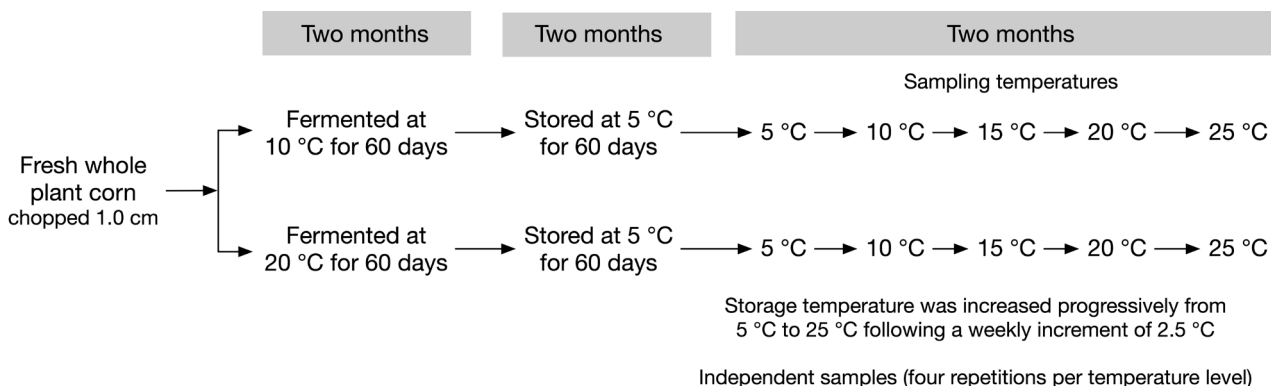 Two months
Two months
Two months
Sampling temperatures
Fresh whole
plant corn
chopped 1.0 cm
Fermented at
10 °C for 60 days
Stored at 5 °C
for 60 days
5 °C
10 °C
15 °C
20 °C
25 °C
Fermented at
20 °C for 60 days
Stored at 5 °C
for 60 days
5 °C
10 °C
15 °C
20 °C
25 °C
Storage temperature was increased progressively from
5 °C to 25 °C following a weekly increment of 2.5 °C
Independent samples (four repetitions per temperature level)